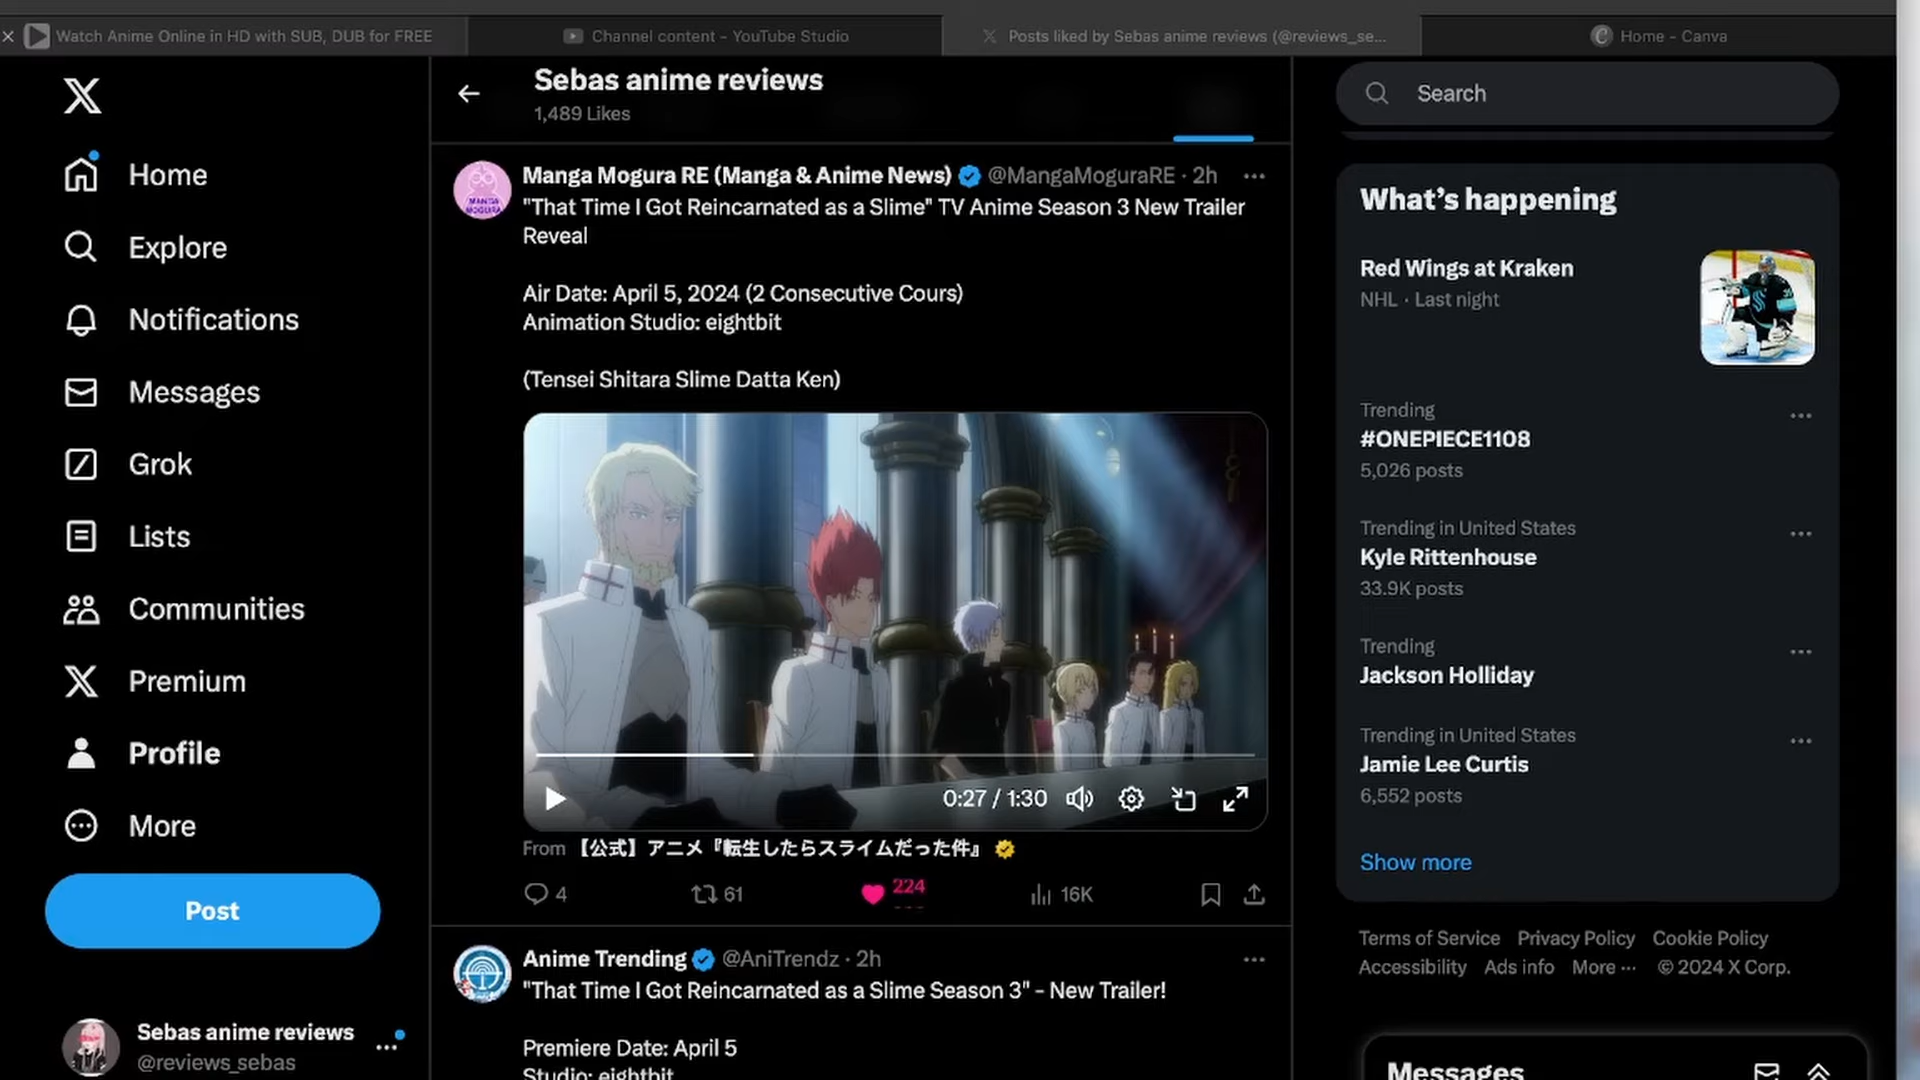 Watch Anime Online in HD with SUB, DUB for FREE
Channel content - YouTube Studio
Posts liked by Sebas anime reviews (@reviews_se...
Home - Canva
Home
Explore
Notifications
Messages
Grok
Lists
Communities
Premium
Profile
More
Post
Sebas anime reviews
@reviews_sebas
Sebas anime reviews
1,489 Likes
Manga Mogura RE (Manga & Anime News) @MangaMoguraRE · 2h
"That Time I Got Reincarnated as a Slime" TV Anime Season 3 New Trailer
Reveal
Air Date: April 5, 2024 (2 Consecutive Cours)
Animation Studio: eightbit
(Tensei Shitara Slime Datta Ken)
0:27 / 1:30
From 【公式】アニメ『転生したらスライムだった件』
4 61 224 16K
Anime Trending @AniTrendz · 2h
"That Time I Got Reincarnated as a Slime Season 3" - New Trailer!
Premiere Date: April 5
Studio: eightbit
Search
What's happening
Red Wings at Kraken
NHL · Last night
Trending
#ONEPIECE1108
5,026 posts
Trending in United States
Kyle Rittenhouse
33.9K posts
Trending
Jackson Holliday
Trending in United States
Jamie Lee Curtis
6,552 posts
Show more
Terms of Service Privacy Policy Cookie Policy
Accessibility Ads info More ··· © 2024 X Corp.
Messages
MANGA
MOGURA